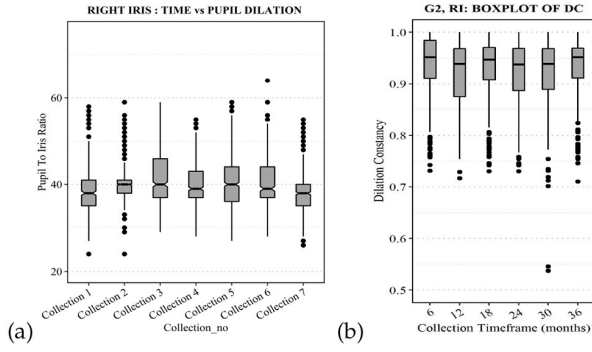 RIGHT IRIS : TIME vs PUPIL DILATION
Pupil To Iris Ratio
60
40
20
Collection 1
Collection 2
Collection 3
Collection 4
Collection 5
Collection 6
Collection 7
Collection_no
(a)
G2, RI: BOXPLOT OF DC
Dilation Constancy
1.0
0.9
0.8
0.7
0.6
0.5
6
12
18
24
30
36
Collection Timeframe (months)
(b)